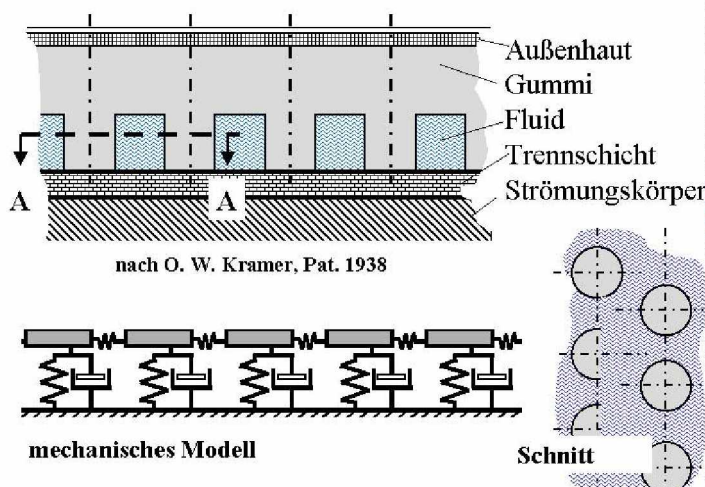 Außenhaut
Gummi
Fluid
Trennschicht
Strömungskörper
A A
nach O. W. Kramer, Pat. 1938
mechanisches Modell
Schnitt